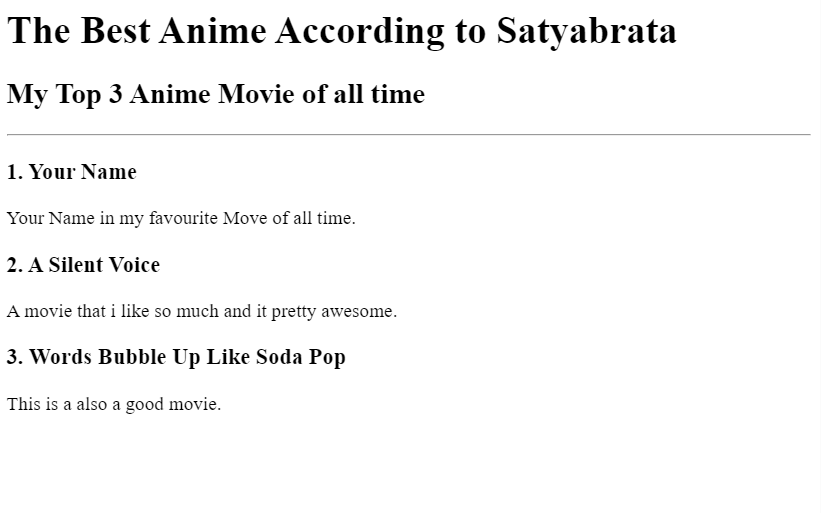 The Best Anime According to Satyabrata
My Top 3 Anime Movie of all time
1. Your Name
Your Name in my favourite Move of all time.
2. A Silent Voice
A movie that i like so much and it pretty awesome.
3. Words Bubble Up Like Soda Pop
This is a also a good movie.